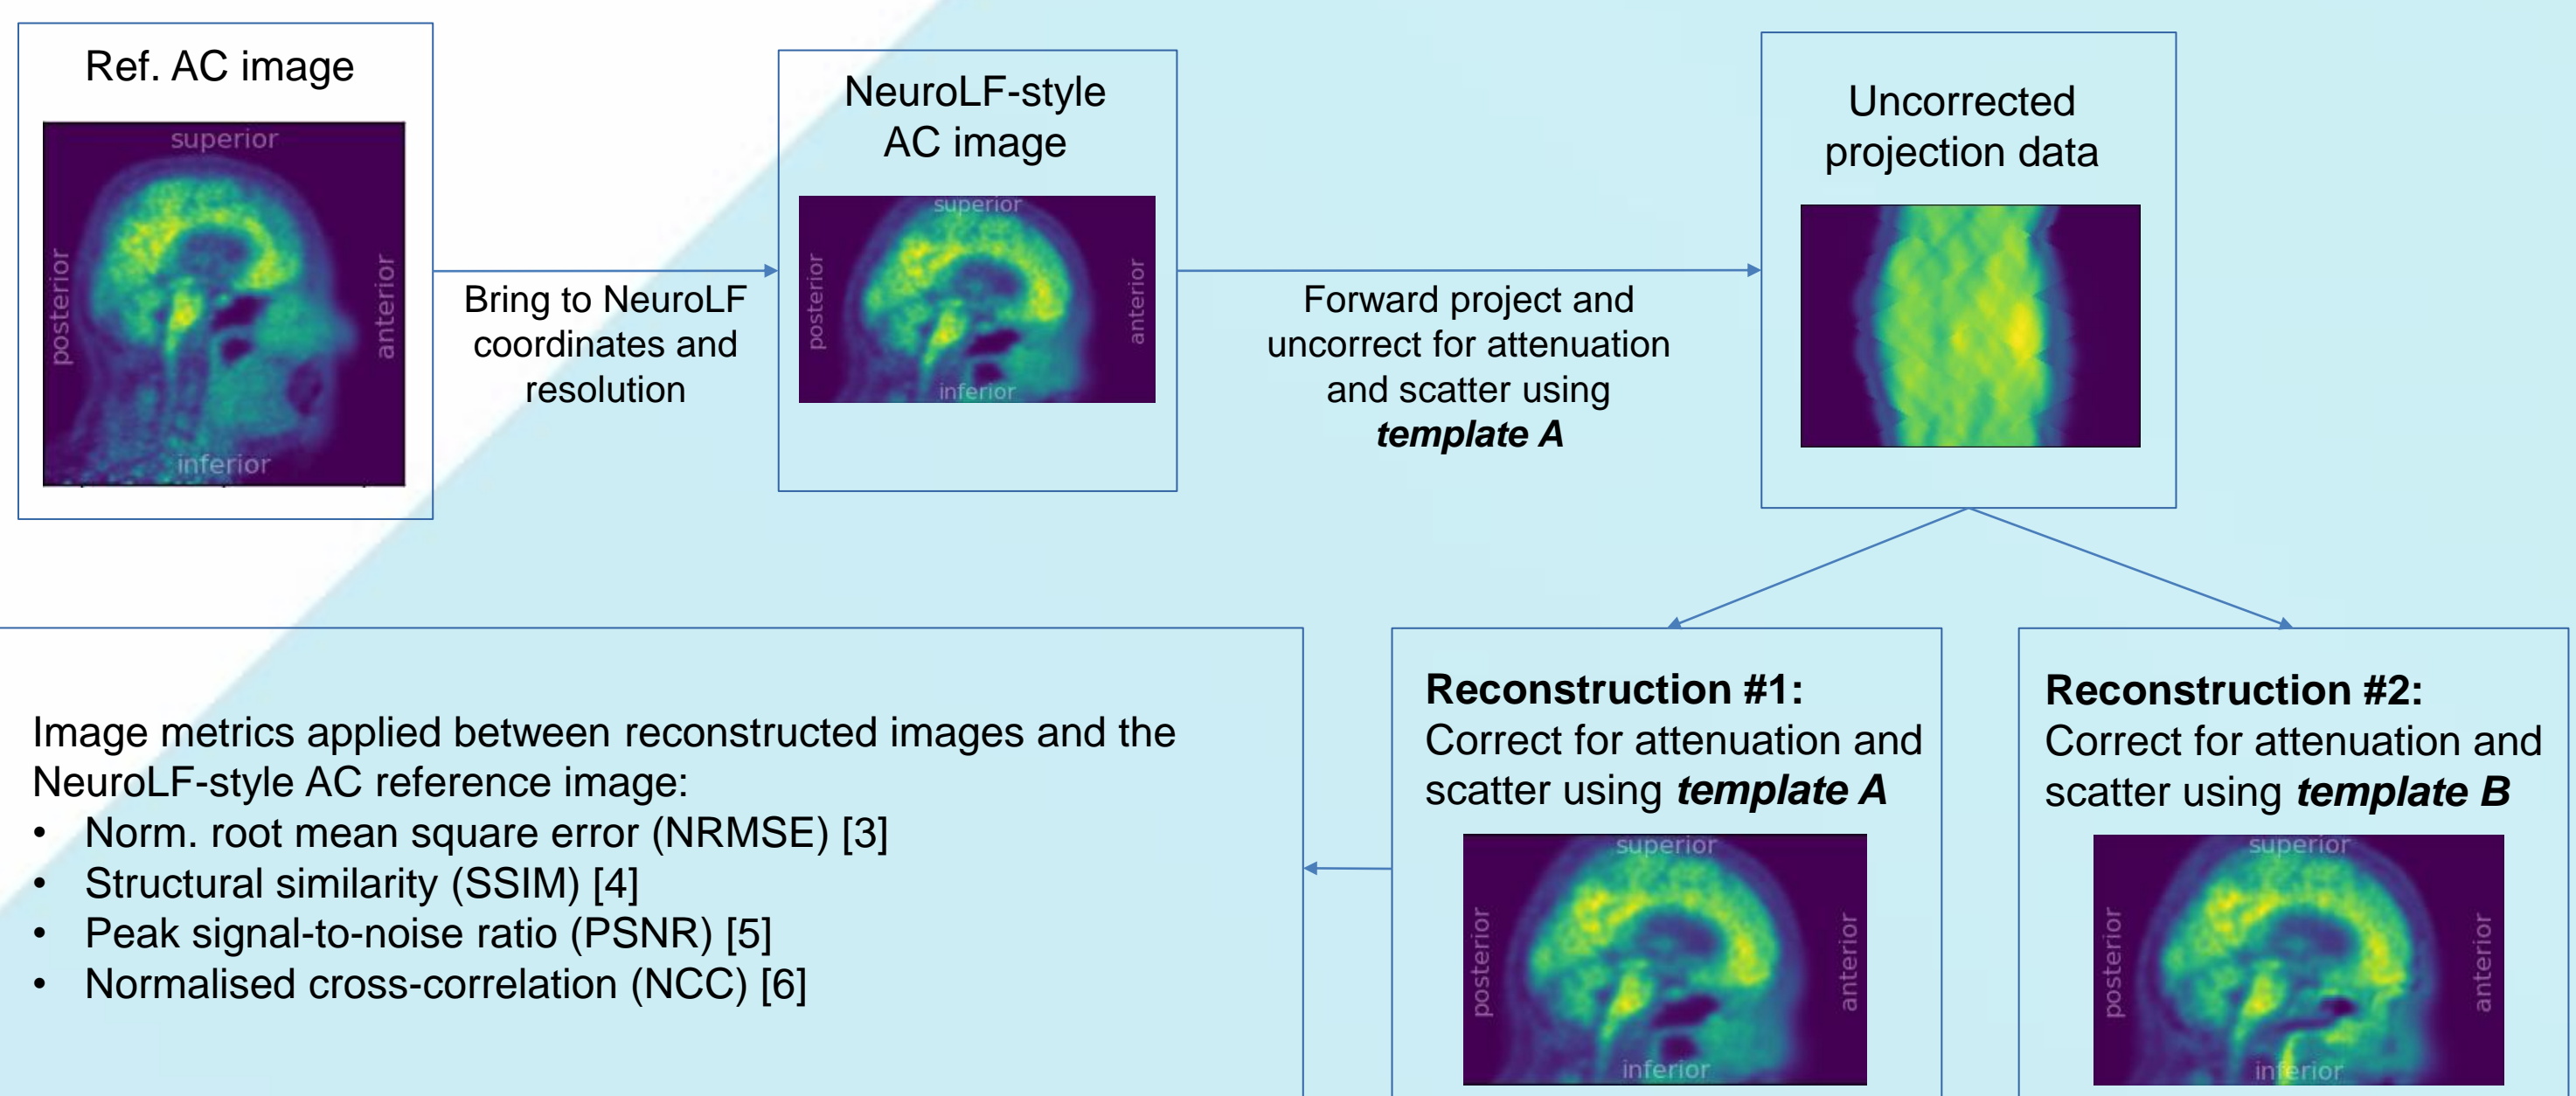 Ref. AC image
superior
posterior
anterior
inferior
Bring to NeuroLF
coordinates and
resolution
NeuroLF-style
AC image
superior
posterior
anterior
inferior
Forward project and
uncorrect for attenuation
and scatter using
template A
Uncorrected
projection data
Image metrics applied between reconstructed images and the
NeuroLF-style AC reference image:
• Norm. root mean square error (NRMSE) [3]
• Structural similarity (SSIM) [4]
• Peak signal-to-noise ratio (PSNR) [5]
• Normalised cross-correlation (NCC) [6]
Reconstruction #1:
Correct for attenuation and
scatter using template A
superior
posterior
anterior
inferior
Reconstruction #2:
Correct for attenuation and
scatter using template B
superior
posterior
anterior
inferior